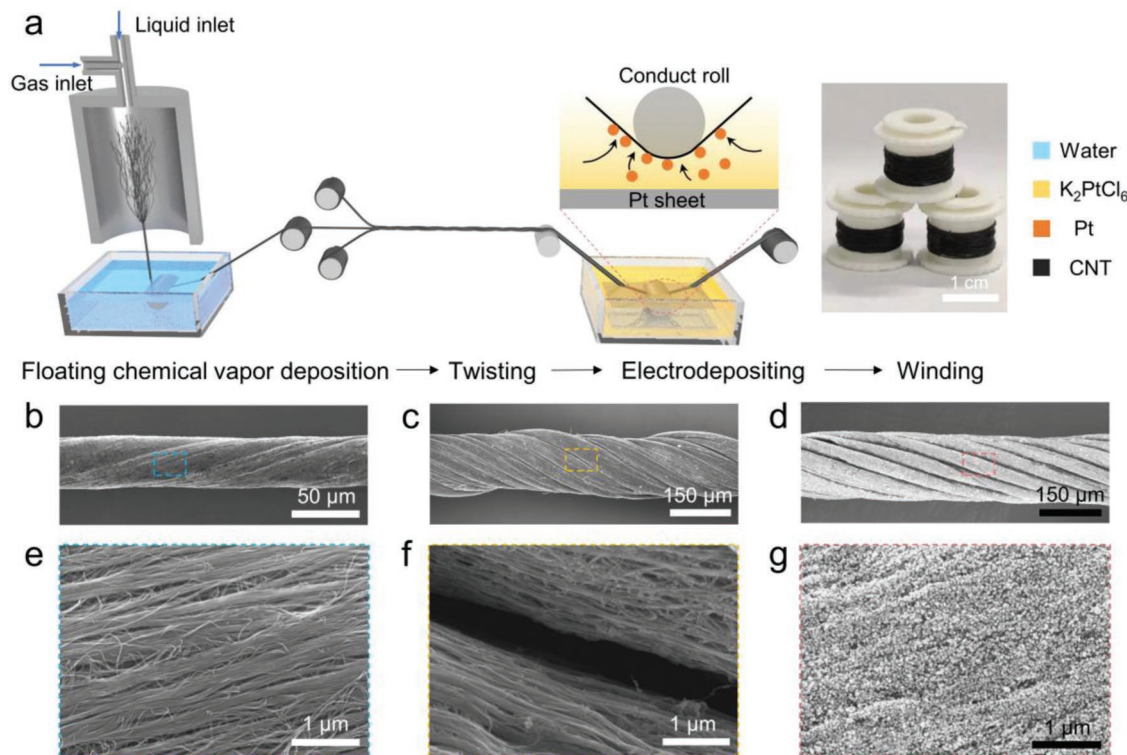 a
Liquid inlet
Gas inlet
Conduct roll
Pt sheet
1 cm
Water
K₂PtCl₆
Pt
CNT
Floating chemical vapor deposition → Twisting → Electrodepositing → Winding
b
50 μm
c
150 μm
d
150 μm
e
1 μm
f
1 μm
g
1 μm